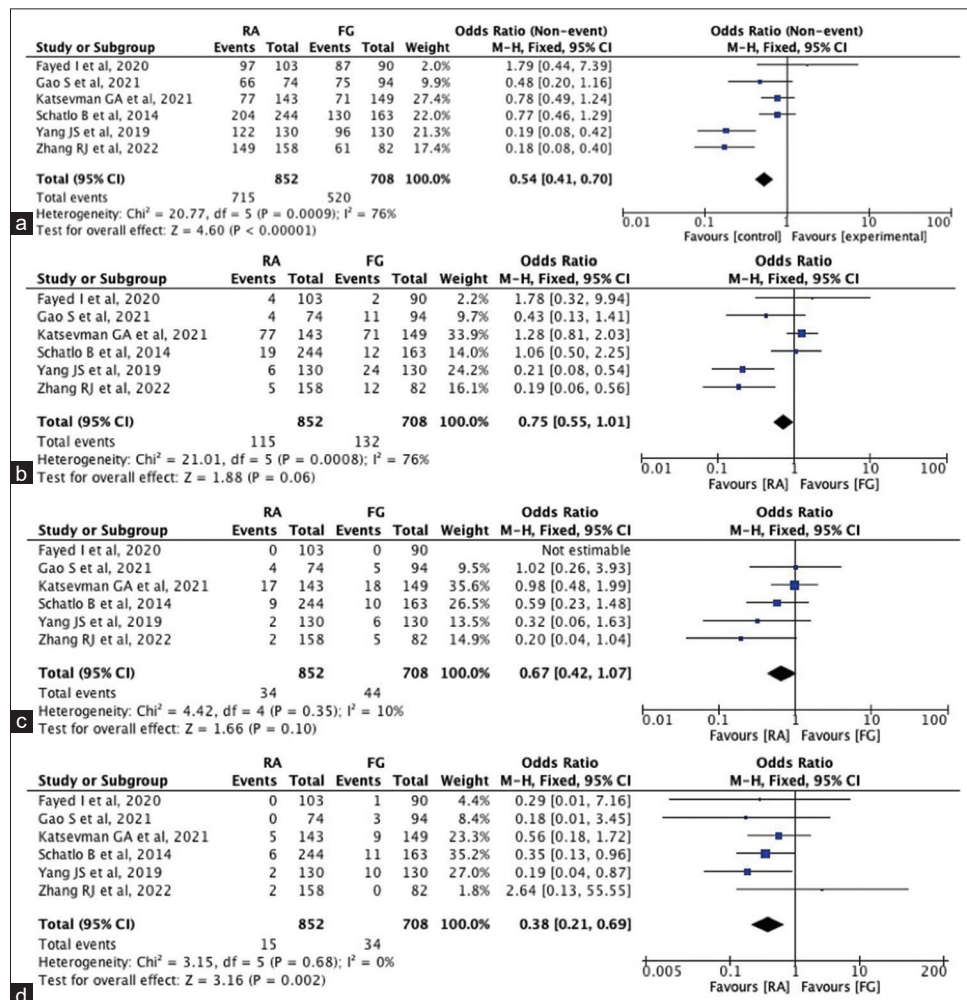 RA FG Odds Ratio (Non-event) Odds Ratio (Non-event)
Study or Subgroup Events Total Events Total Weight M-H, Fixed, 95% CI M-H, Fixed, 95% CI
Fayed I et al, 2020 97 103 87 90 2.0% 1.79 [0.44, 7.39]
Gao S et al, 2021 66 74 75 94 9.9% 0.48 [0.20, 1.16]
Katsevman GA et al, 2021 77 143 71 149 27.4% 0.78 [0.49, 1.24]
Schatlo B et al, 2014 204 244 130 163 22.0% 0.77 [0.46, 1.29]
Yang JS et al, 2019 122 130 96 130 21.3% 0.19 [0.08, 0.42]
Zhang RJ et al, 2022 149 158 61 82 17.4% 0.18 [0.08, 0.40]
Total (95% CI) 852 708 100.0% 0.54 [0.41, 0.70]
Total events 715 520
Heterogeneity: Chi² = 20.77, df = 5 (P = 0.0009); I² = 76%
Test for overall effect: Z = 4.60 (P < 0.00001)
0.01 0.1 1 10 100
Favours [control] Favours [experimental]
a
RA FG Odds Ratio Odds Ratio
Study or Subgroup Events Total Events Total Weight M-H, Fixed, 95% CI M-H, Fixed, 95% CI
Fayed I et al, 2020 4 103 2 90 2.2% 1.78 [0.32, 9.94]
Gao S et al, 2021 4 74 11 94 9.7% 0.43 [0.13, 1.41]
Katsevman GA et al, 2021 77 143 71 149 33.9% 1.28 [0.81, 2.03]
Schatlo B et al, 2014 19 244 12 163 14.0% 1.06 [0.50, 2.25]
Yang JS et al, 2019 6 130 24 130 24.2% 0.21 [0.08, 0.54]
Zhang RJ et al, 2022 5 158 12 82 16.1% 0.19 [0.06, 0.56]
Total (95% CI) 852 708 100.0% 0.75 [0.55, 1.01]
Total events 115 132
Heterogeneity: Chi² = 21.01, df = 5 (P = 0.0008); I² = 76%
Test for overall effect: Z = 1.88 (P = 0.06)
0.01 0.1 1 10 100
Favours [RA] Favours [FG]
b
RA FG Odds Ratio Odds Ratio
Study or Subgroup Events Total Events Total Weight M-H, Fixed, 95% CI M-H, Fixed, 95% CI
Fayed I et al, 2020 0 103 0 90 Not estimable
Gao S et al, 2021 4 74 5 94 9.5% 1.02 [0.26, 3.93]
Katsevman GA et al, 2021 17 143 18 149 35.6% 0.98 [0.48, 1.99]
Schatlo B et al, 2014 9 244 10 163 26.5% 0.59 [0.23, 1.48]
Yang JS et al, 2019 2 130 6 130 13.5% 0.32 [0.06, 1.63]
Zhang RJ et al, 2022 2 158 5 82 14.9% 0.20 [0.04, 1.04]
Total (95% CI) 852 708 100.0% 0.67 [0.42, 1.07]
Total events 34 44
Heterogeneity: Chi² = 4.42, df = 4 (P = 0.35); I² = 10%
Test for overall effect: Z = 1.66 (P = 0.10)
0.01 0.1 1 10 100
Favours [RA] Favours [FG]
c
RA FG Odds Ratio Odds Ratio
Study or Subgroup Events Total Events Total Weight M-H, Fixed, 95% CI M-H, Fixed, 95% CI
Fayed I et al, 2020 0 103 1 90 4.4% 0.29 [0.01, 7.16]
Gao S et al, 2021 0 74 3 94 8.4% 0.18 [0.01, 3.45]
Katsevman GA et al, 2021 5 143 9 149 23.3% 0.56 [0.18, 1.72]
Schatlo B et al, 2014 6 244 11 163 35.2% 0.35 [0.13, 0.96]
Yang JS et al, 2019 2 130 10 130 27.0% 0.19 [0.04, 0.87]
Zhang RJ et al, 2022 2 158 0 82 1.8% 2.64 [0.13, 55.55]
Total (95% CI) 852 708 100.0% 0.38 [0.21, 0.69]
Total events 15 34
Heterogeneity: Chi² = 3.15, df = 5 (P = 0.68); I² = 0%
Test for overall effect: Z = 3.16 (P = 0.002)
0.005 0.1 1 10 200
Favours [RA] Favours [FG]
d